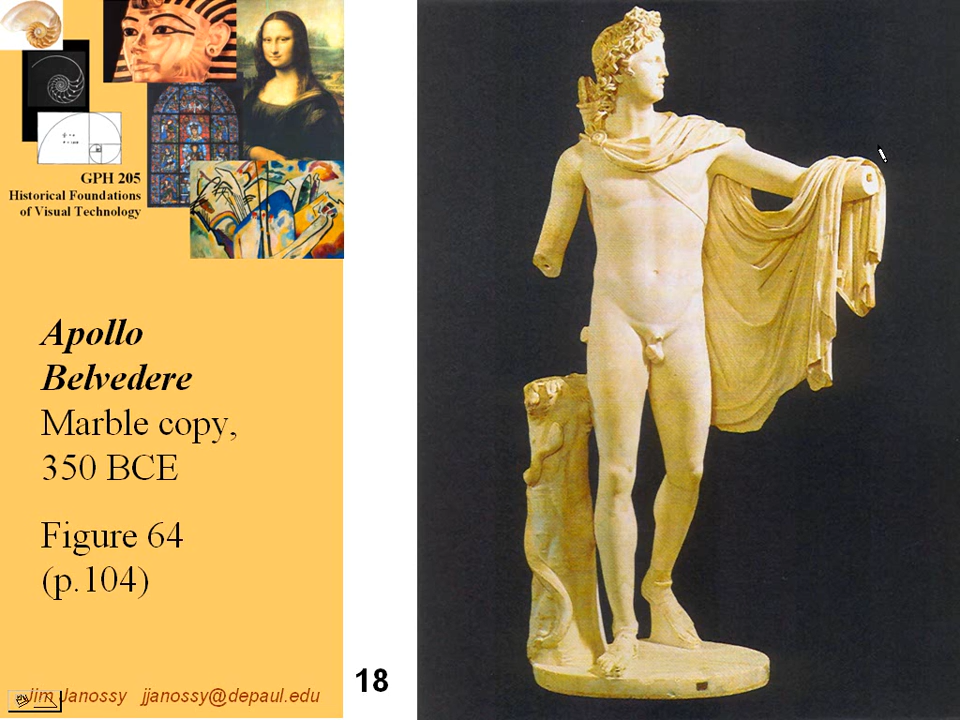 GPH 205
Historical Foundations
of Visual Technology
Apollo
Belvedere
Marble copy,
350 BCE
Figure 64
(p.104)
18
Jim Janossy jjanossy@depaul.edu